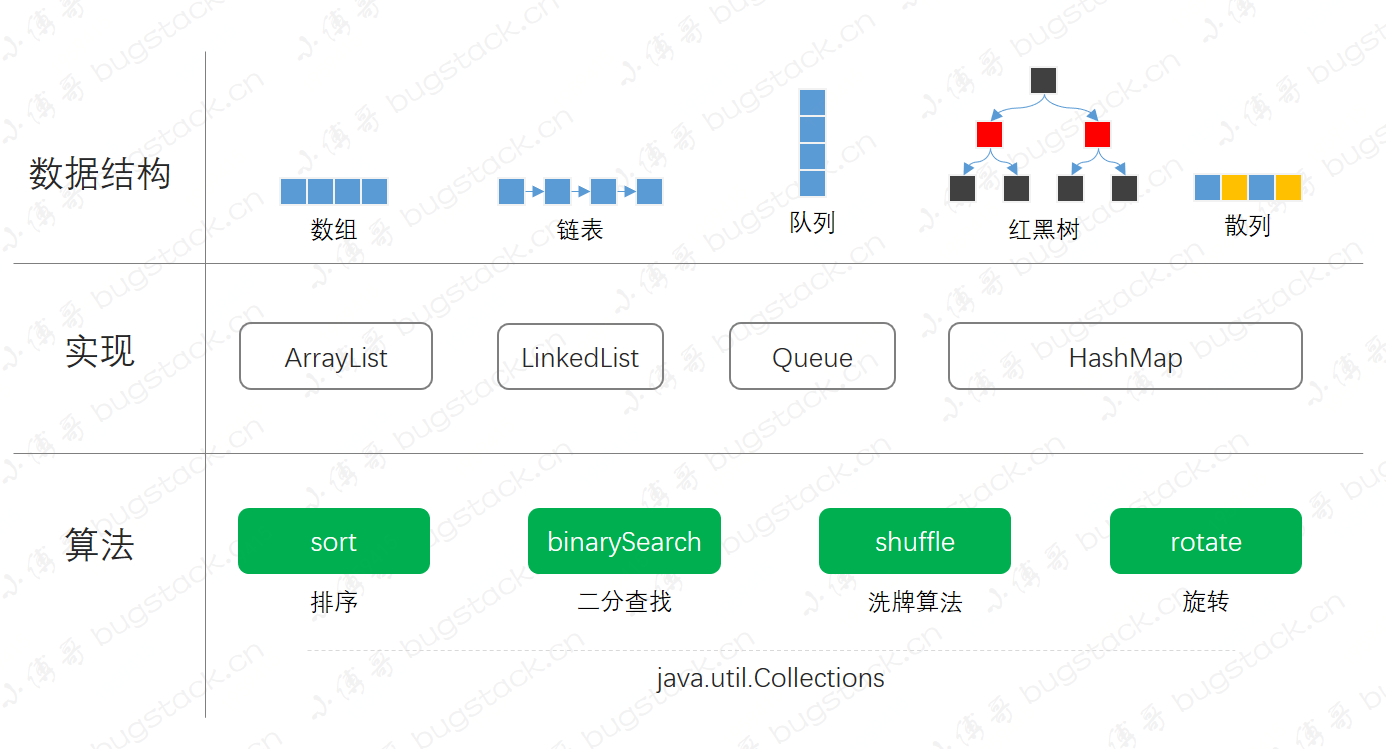 数据结构
数组
链表
队列
红黑树
散列
实现
ArrayList
LinkedList
Queue
HashMap
算法
sort
binarySearch
shuffle
rotate
排序
二分查找
洗牌算法
旋转
java.util.Collections
小傅哥 bugstack.cn